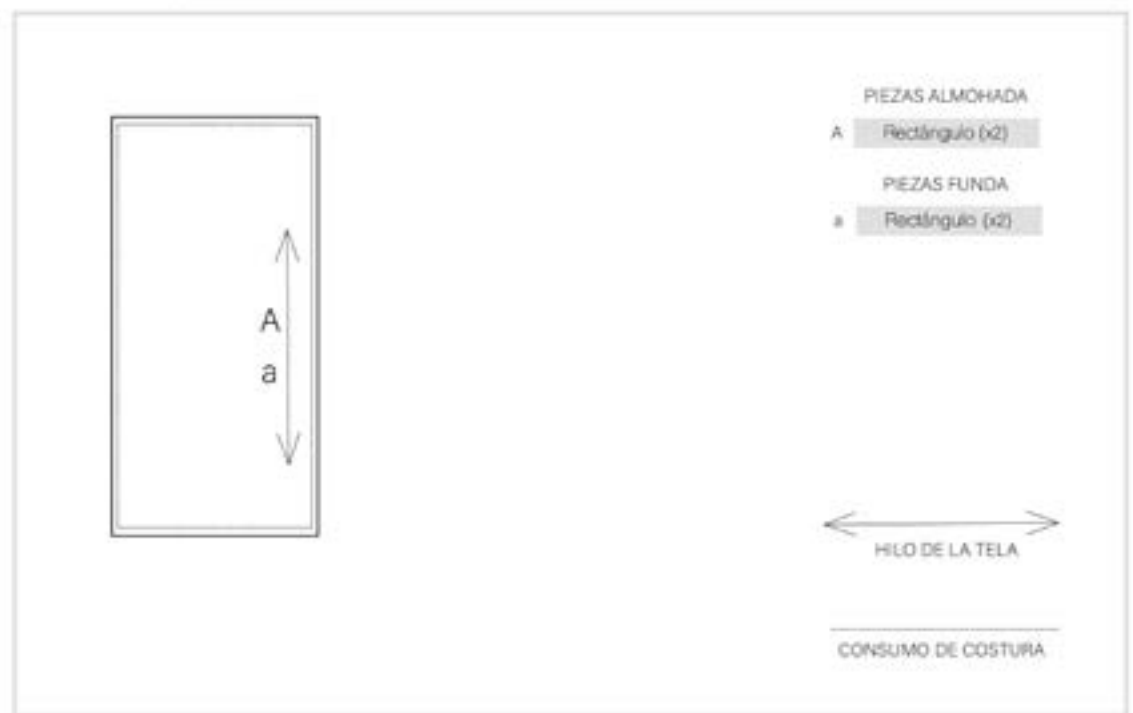 PIEZAS ALMOHADA
A Rectángulo (x2)
PIEZAS FUNDA
a Rectángulo (x2)
A
a
HILO DE LA TELA
CONSUMO DE COSTURA